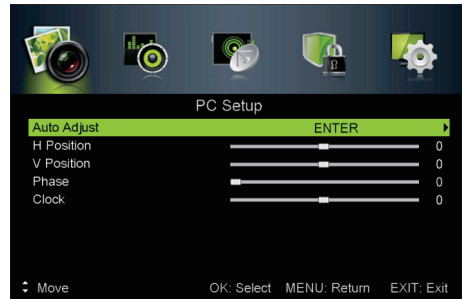 PC Setup
Auto Adjust ENTER
H Position 0
V Position 0
Phase 0
Clock 0
Move OK: Select MENU: Return EXIT: Exit